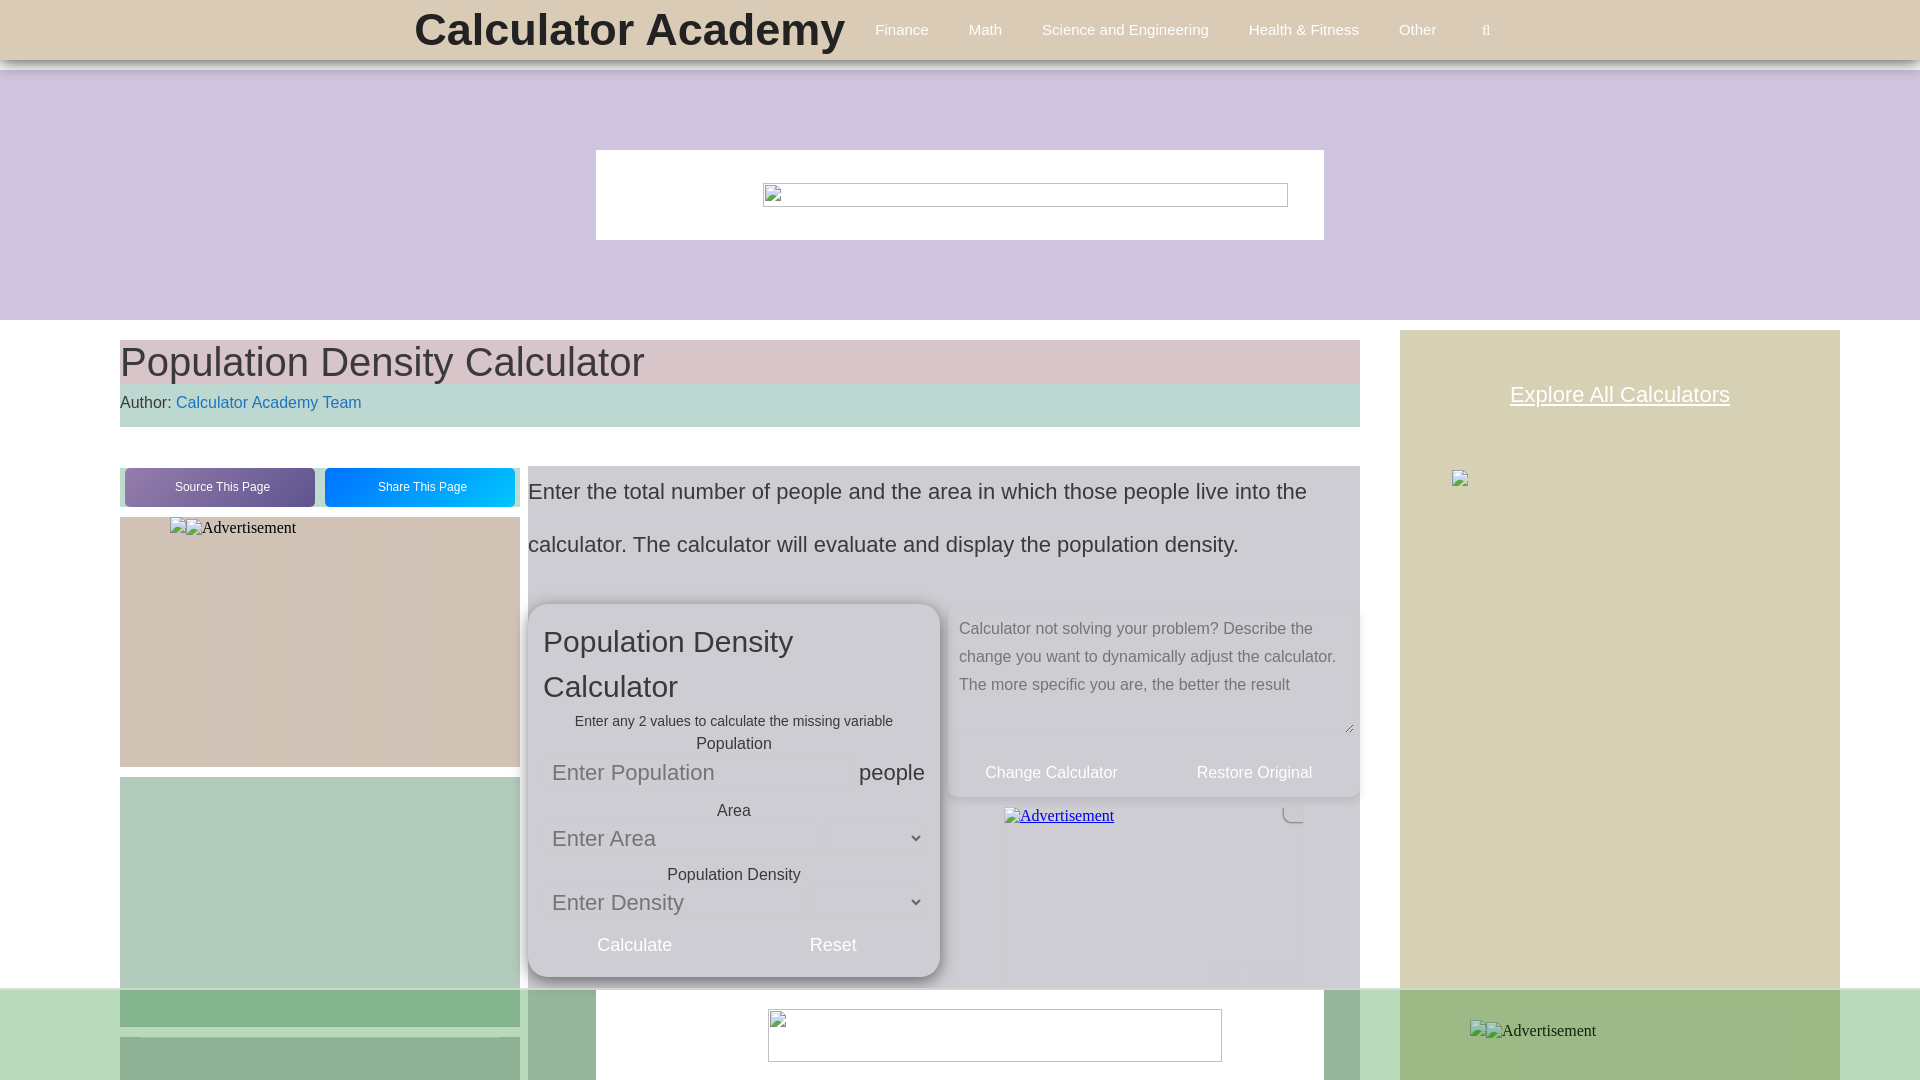 Calculator Academy
Finance
Math
Science and Engineering
Health & Fitness
Other
Population Density Calculator
Author: Calculator Academy Team
Explore All Calculators
Source This Page
Share This Page
Advertisement
Enter the total number of people and the area in which those people live into the
calculator. The calculator will evaluate and display the population density.
Population Density
Calculator
Enter any 2 values to calculate the missing variable
Population
Enter Population
people
Area
Enter Area
Population Density
Enter Density
Calculate
Reset
Calculator not solving your problem? Describe the
change you want to dynamically adjust the calculator.
The more specific you are, the better the result
Change Calculator
Restore Original
Advertisement
Advertisement